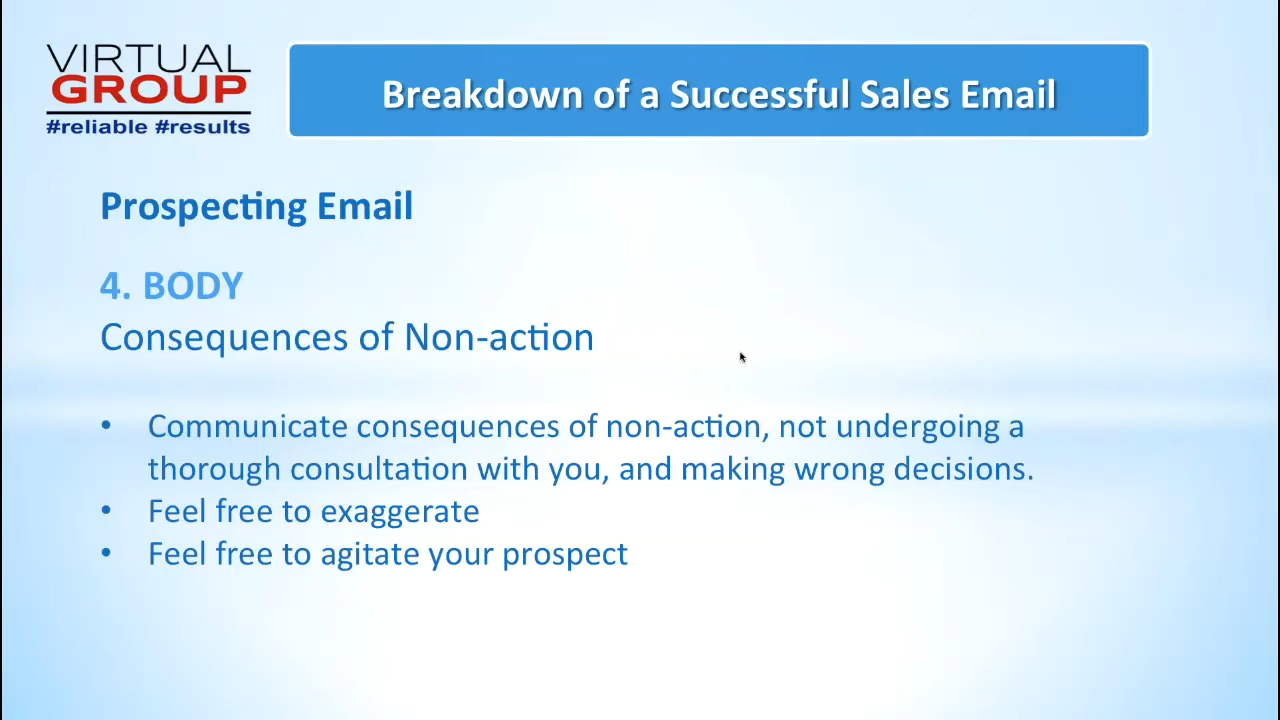 VIRTUAL
GROUP
#reliable #results
Breakdown of a Successful Sales Email
Prospecting Email
4. BODY
Consequences of Non-action
• Communicate consequences of non-action, not undergoing a
thorough consultation with you, and making wrong decisions.
• Feel free to exaggerate
• Feel free to agitate your prospect